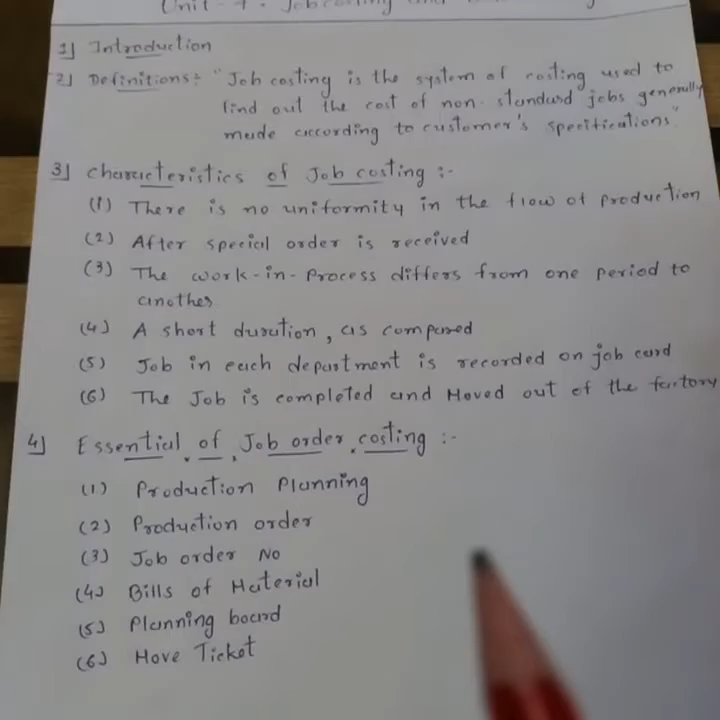 Unit - 4. Job costing and
1] Introduction
2] Definitions:- "Job costing is the system of costing used to
find out the cost of non-standard jobs generally
made according to customer's specifications"
3] Characteristics of Job costing :-
(1) There is no uniformity in the flow of production
(2) After special order is received
(3) The work-in-Process differs from one period to
another
(4) A short duration, as compared
(5) Job in each department is recorded on job card
(6) The Job is completed and Moved out of the factory
4] Essential of Job order costing :-
(1) Production Planning
(2) Production order
(3) Job order No
(4) Bills of Material
(5) Planning board
(6) Move Ticket